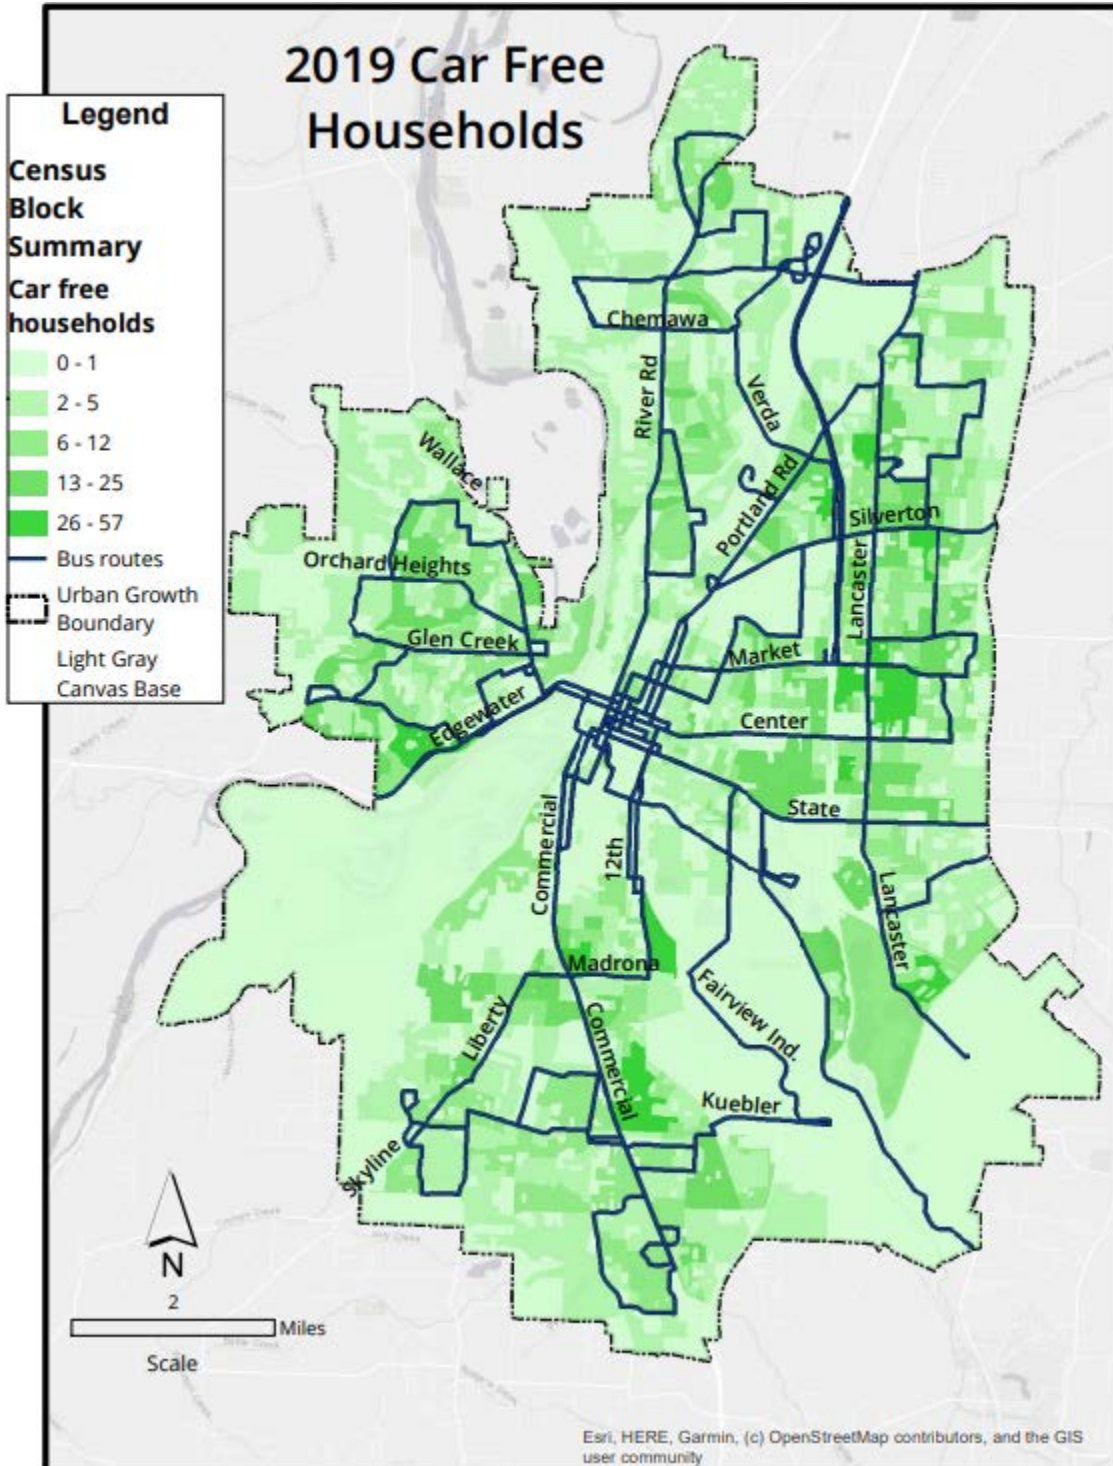 2019 Car Free
Households
Legend
Census
Block
Summary
Car free
households
0 - 1
2 - 5
6 - 12
13 - 25
26 - 57
Bus routes
Urban Growth
Boundary
Light Gray
Canvas Base
Chemawa
River Rd
Verda
Wallace
Portland Rd
Silverton
Orchard Heights
Lancaster
Glen Creek
Market
Edgewater
Center
State
Commercial
12th
Lancaster
Madrona
Fairview Ind.
Liberty
Commercial
Kuebler
Skyline
N
2
Miles
Scale
Esri, HERE, Garmin, (c) OpenStreetMap contributors, and the GIS
user community